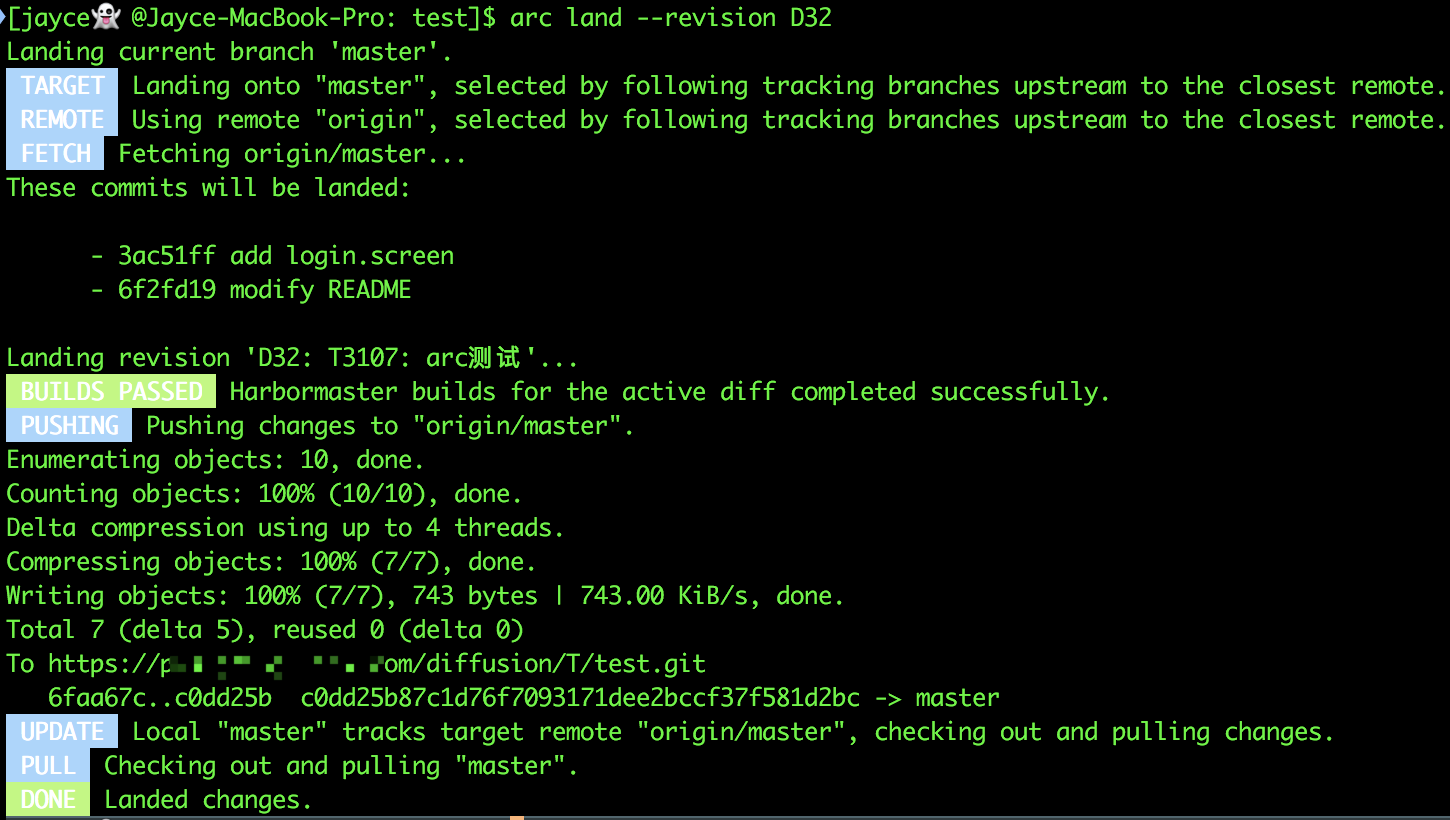 [jayce👻 @Jayce-MacBook-Pro: test]$ arc land --revision D32
Landing current branch 'master'.
TARGET Landing onto "master", selected by following tracking branches upstream to the closest remote.
REMOTE Using remote "origin", selected by following tracking branches upstream to the closest remote.
FETCH Fetching origin/master...
These commits will be landed:
- 3ac51ff add login.screen
- 6f2fd19 modify README
Landing revision 'D32: T3107: arc测试'...
BUILDS PASSED Harbormaster builds for the active diff completed successfully.
PUSHING Pushing changes to "origin/master".
Enumerating objects: 10, done.
Counting objects: 100% (10/10), done.
Delta compression using up to 4 threads.
Compressing objects: 100% (7/7), done.
Writing objects: 100% (7/7), 743 bytes | 743.00 KiB/s, done.
Total 7 (delta 5), reused 0 (delta 0)
To https://p om/diffusion/T/test.git
6faa67c..c0dd25b c0dd25b87c1d76f7093171dee2bccf37f581d2bc -> master
UPDATE Local "master" tracks target remote "origin/master", checking out and pulling changes.
PULL Checking out and pulling "master".
DONE Landed changes.